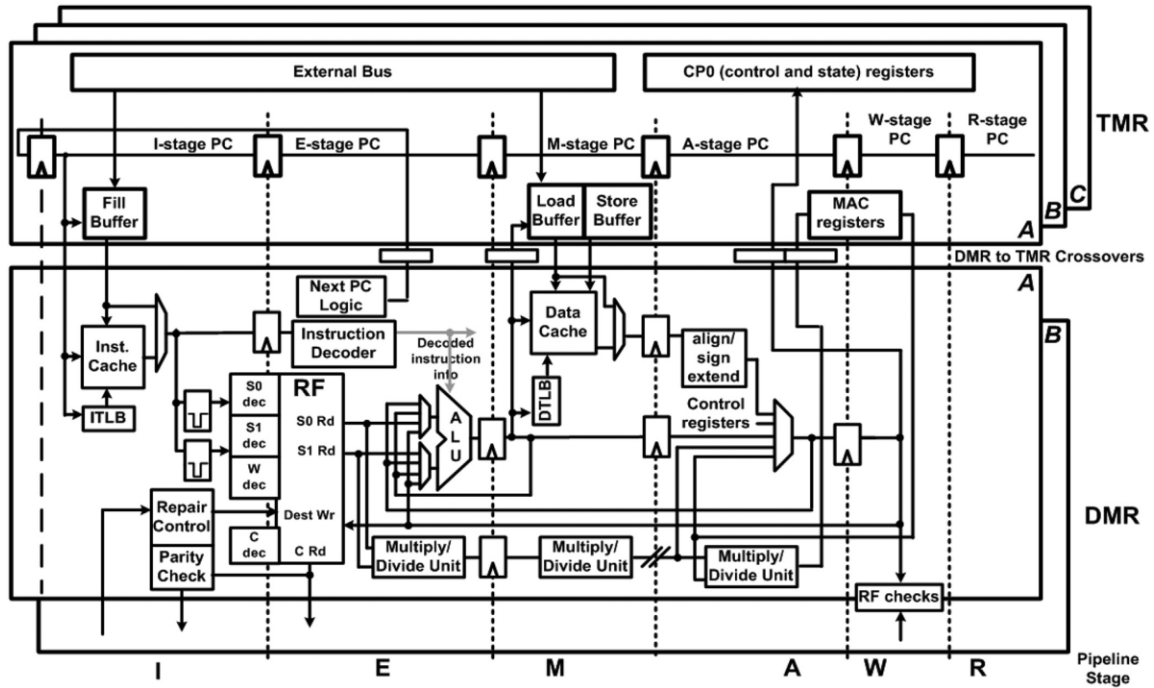 External Bus
CP0 (control and state) registers
TMR
I-stage PC
E-stage PC
M-stage PC
A-stage PC
W-stage
PC
R-stage
PC
Fill
Buffer
Load
Buffer
Store
Buffer
MAC
registers
A
B
C
DMR to TMR Crossovers
A
B
Next PC
Logic
Instruction
Decoder
Decoded
instruction
info
Inst.
Cache
ITLB
Data
Cache
DTLB
align/
sign
extend
Control
registers
S0
dec
S1
dec
W
dec
C
dec
RF
S0 Rd
S1 Rd
Dest Wr
C Rd
A
L
U
Repair
Control
Parity
Check
Multiply/
Divide Unit
Multiply/
Divide Unit
Multiply/
Divide Unit
RF checks
DMR
I
E
M
A
W
R
Pipeline
Stage